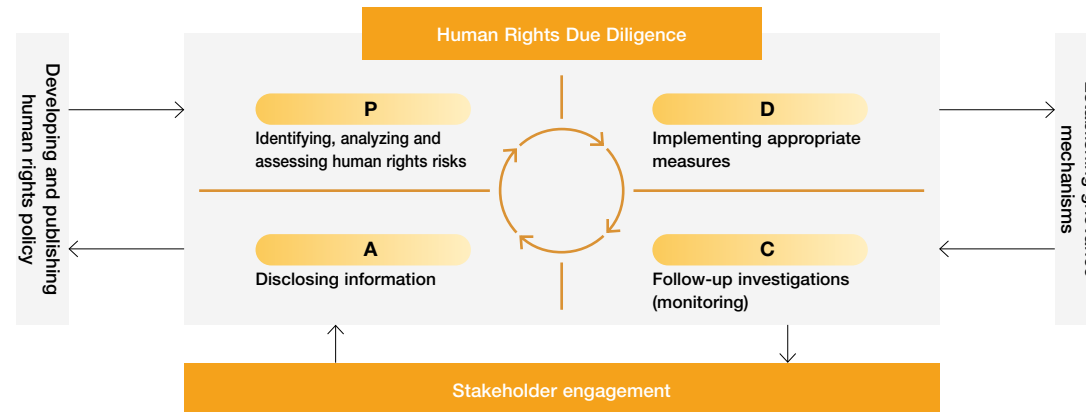 Human Rights Due Diligence
Developing and publishing
human rights policy
P
Identifying, analyzing and
assessing human rights risks
D
Implementing appropriate
measures
A
Disclosing information
C
Follow-up investigations
(monitoring)
mechanisms
Stakeholder engagement